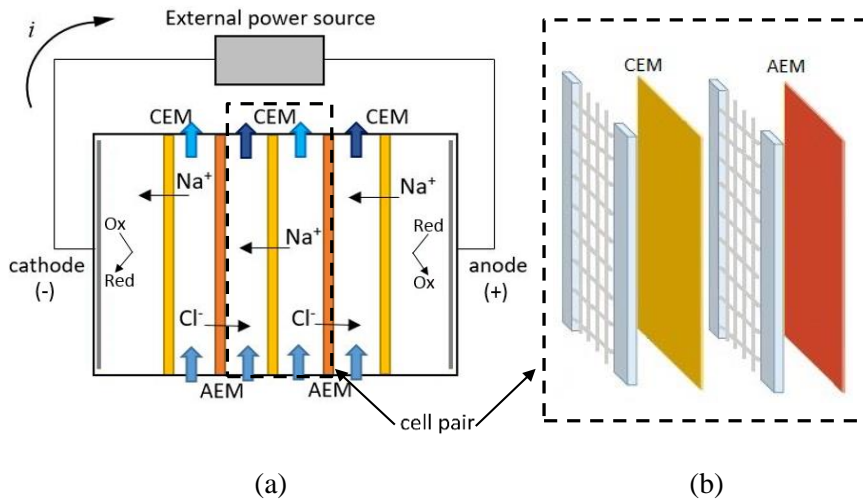 External power source
i
CEM CEM CEM
Na⁺ Na⁺
Ox Red
Na⁺
cathode anode
(-) (+)
Red Ox
Cl⁻ Cl⁻
AEM AEM
cell pair
CEM AEM
(a) (b)